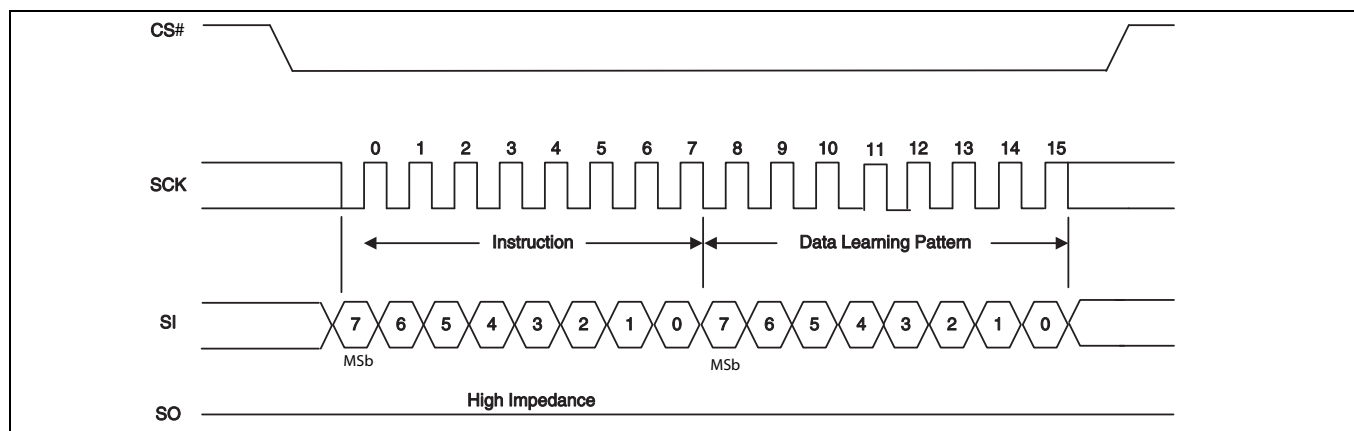 CS#
0 1 2 3 4 5 6 7 8 9 10 11 12 13 14 15
SCK
Instruction Data Learning Pattern
SI 7 6 5 4 3 2 1 0 7 6 5 4 3 2 1 0
MSb MSb
High Impedance
SO